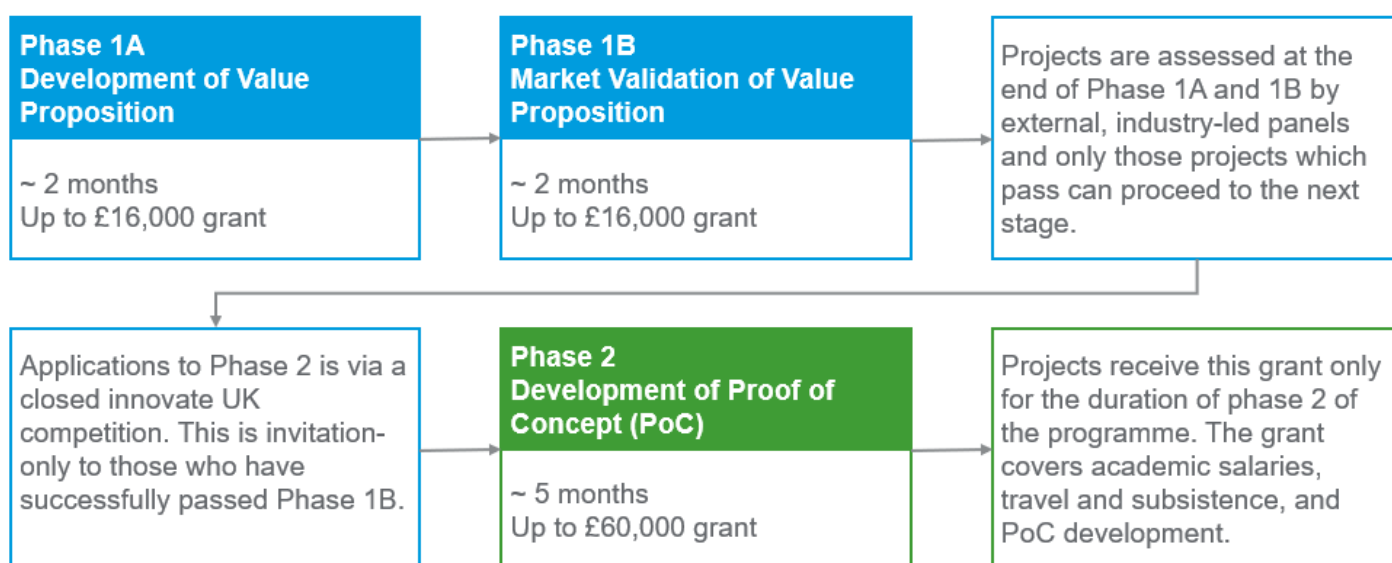 Phase 1A
Development of Value
Proposition
~ 2 months
Up to £16,000 grant
Phase 1B
Market Validation of Value
Proposition
~ 2 months
Up to £16,000 grant
Projects are assessed at the
end of Phase 1A and 1B by
external, industry-led panels
and only those projects which
pass can proceed to the next
stage.
Applications to Phase 2 is via a
closed innovate UK
competition. This is invitation-
only to those who have
successfully passed Phase 1B.
Phase 2
Development of Proof of
Concept (PoC)
~ 5 months
Up to £60,000 grant
Projects receive this grant only
for the duration of phase 2 of
the programme. The grant
covers academic salaries,
travel and subsistence, and
PoC development.